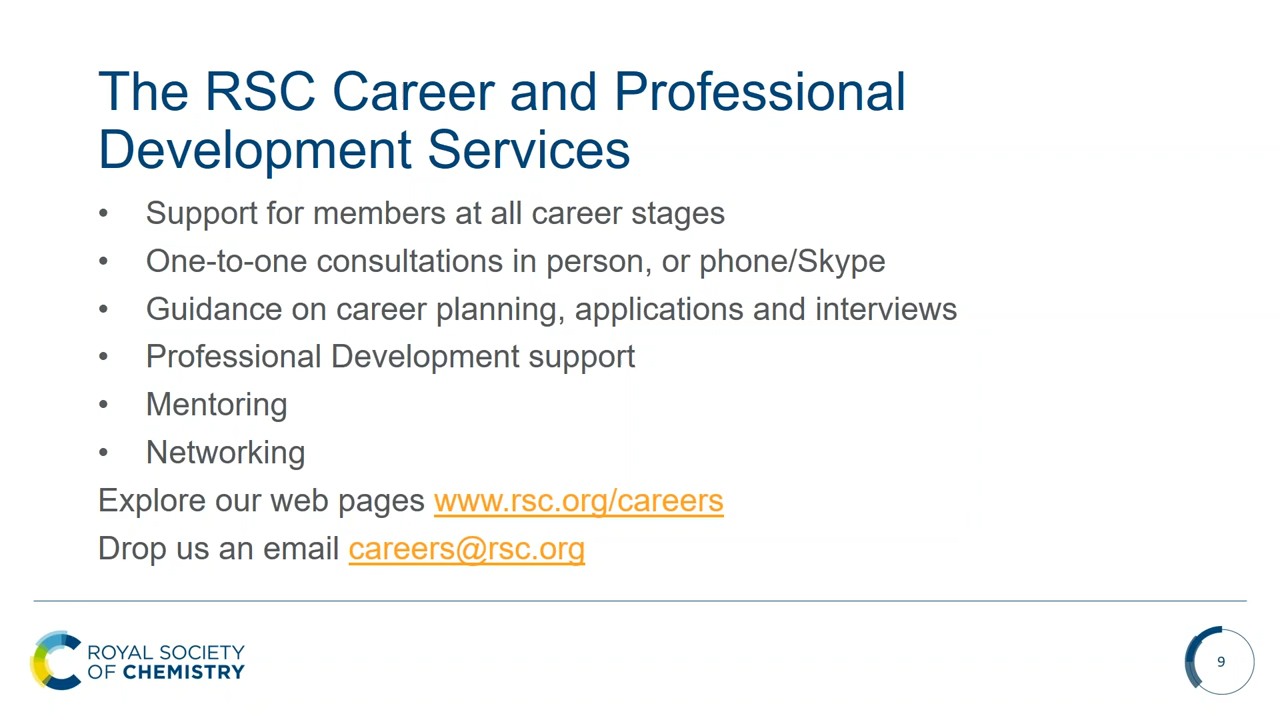 The RSC Career and Professional
Development Services
• Support for members at all career stages
• One-to-one consultations in person, or phone/Skype
• Guidance on career planning, applications and interviews
• Professional Development support
• Mentoring
• Networking
Explore our web pages www.rsc.org/careers
Drop us an email careers@rsc.org
ROYAL SOCIETY
OF CHEMISTRY
9